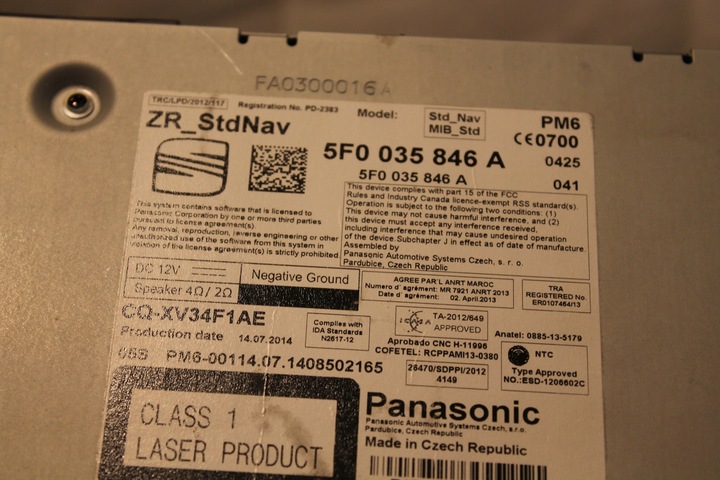 FA0300016A
TRC/LPD/2012/117
Registration No. PD-2383
Model:
Std_Nav
MIB_Std
PM6
ZR_StdNav
CE0700
5F0 035 846 A
0425
5F0 035 846 A
041
This device complies with part 15 of the FCC
Rules and Industry Canada licence-exempt RSS standard(s).
Operation is subject to the following two conditions: (1)
This device may not cause harmful interference, and (2)
this device must accept any interference received,
including interference that may cause undesired operation
of the device.Subchapter J in effect as of date of manufacture.
Assembled by
Panasonic Automotive Systems Czech, s. r. o.
Pardubice, Czech Republic
This system contains software that is licensed to
Panasonic Corporation by one or more third parties
pursuant to license agreement(s).
Any removal, reproduction, reverse engineering or other
unauthorized use of the software from this system in
violation of the license agreement(s) is strictly prohibited.
DC 12V
Negative Ground
Speaker 4Ω / 2Ω
AGREE PAR'L ANRT MAROC
Numero d' agrément: MR 7921 ANRT 2013
Date d' agrément: 02. April.2013
TRA
REGISTERED No.
ER0107464/13
CQ-XV34F1AE
Production date 14.07.2014
Complies with
IDA Standards
N2617-12
TA-2012/649
APPROVED
Anatel: 0885-13-5179
Aprobado CNC H-11996
COFETEL: RCPPAMI13-0380
05B PM6-00114.07.1408502165
26470/SDPPI/2012
4149
NTC
Type Approved
NO.:ESD-1206602C
CLASS 1
LASER PRODUCT
Panasonic
Panasonic Automotive Systems Czech, s.r.o.
Pardubice, Czech Republic
Made in Czech Republic